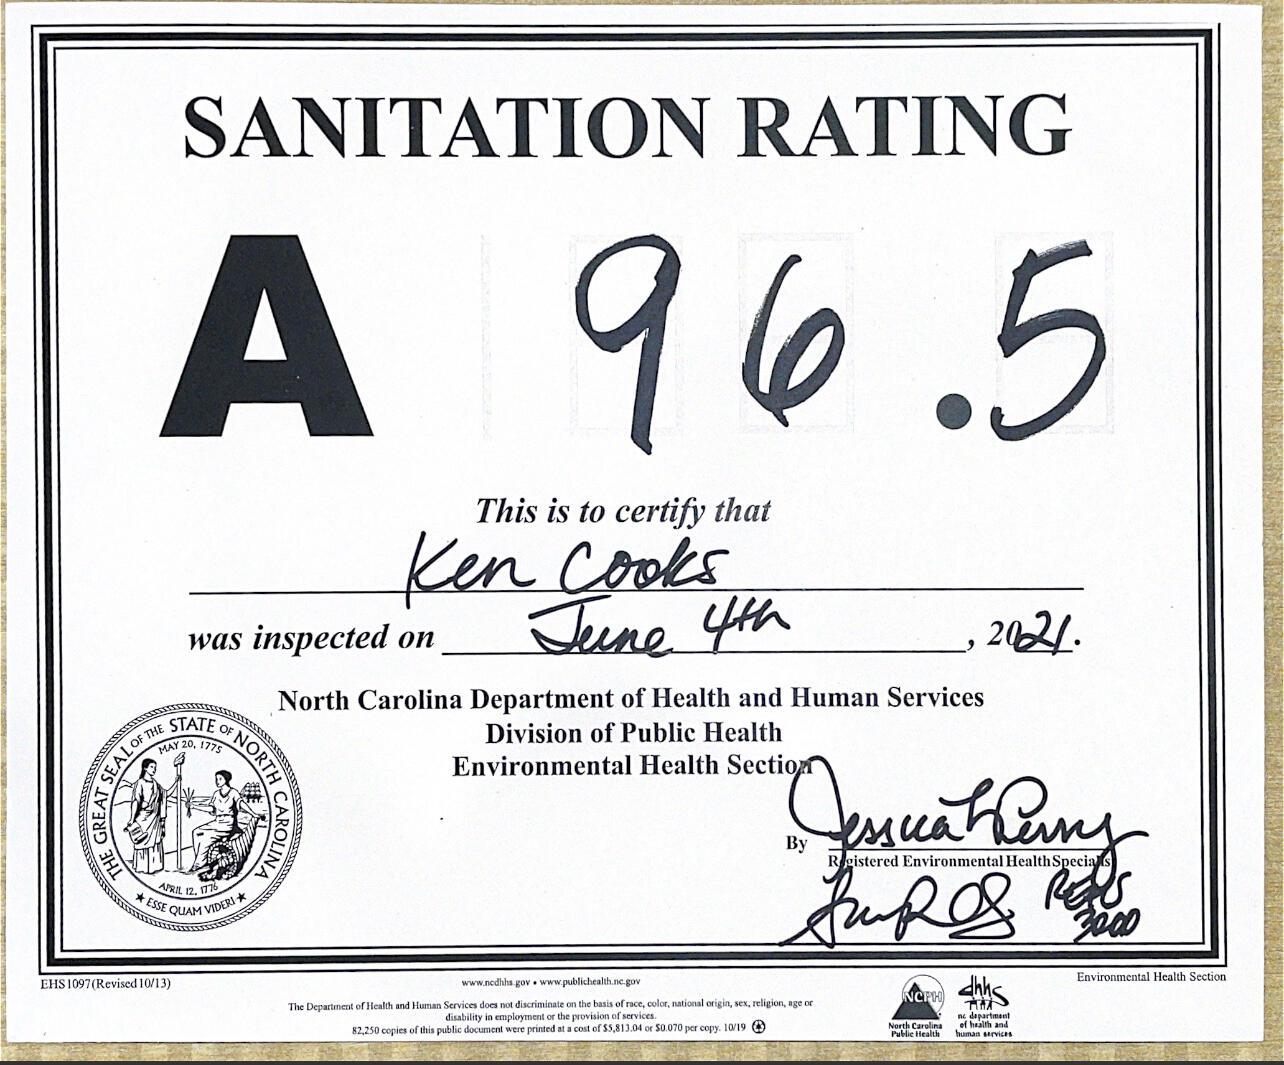 SANITATION RATING
A 96.5
This is to certify that
Ken Cooks
was inspected on June 4th, 2021.
North Carolina Department of Health and Human Services
Division of Public Health
Environmental Health Section
THE GREAT SEAL OF THE STATE OF NORTH CAROLINA
MAY 20, 1775
APRIL 12, 1776
★ ESSE QUAM VIDERI ★
By Jessica L Perry
Registered Environmental Health Specialist
REHS
3000
EHS 1097(Revised 10/13)
www.ncdhhs.gov • www.publichealth.nc.gov
Environmental Health Section
The Department of Health and Human Services does not discriminate on the basis of race, color, national origin, sex, religion, age or
disability in employment or the provision of services.
82,250 copies of this public document were printed at a cost of $5,813.04 or $0.070 per copy. 10/19
NCPH
North Carolina
Public Health
dhhs
nc department
of health and
human services